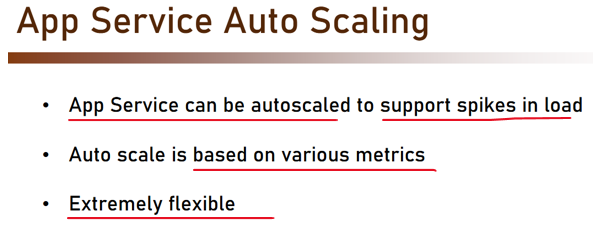 App Service Auto Scaling
• App Service can be autoscaled to support spikes in load
• Auto scale is based on various metrics
• Extremely flexible